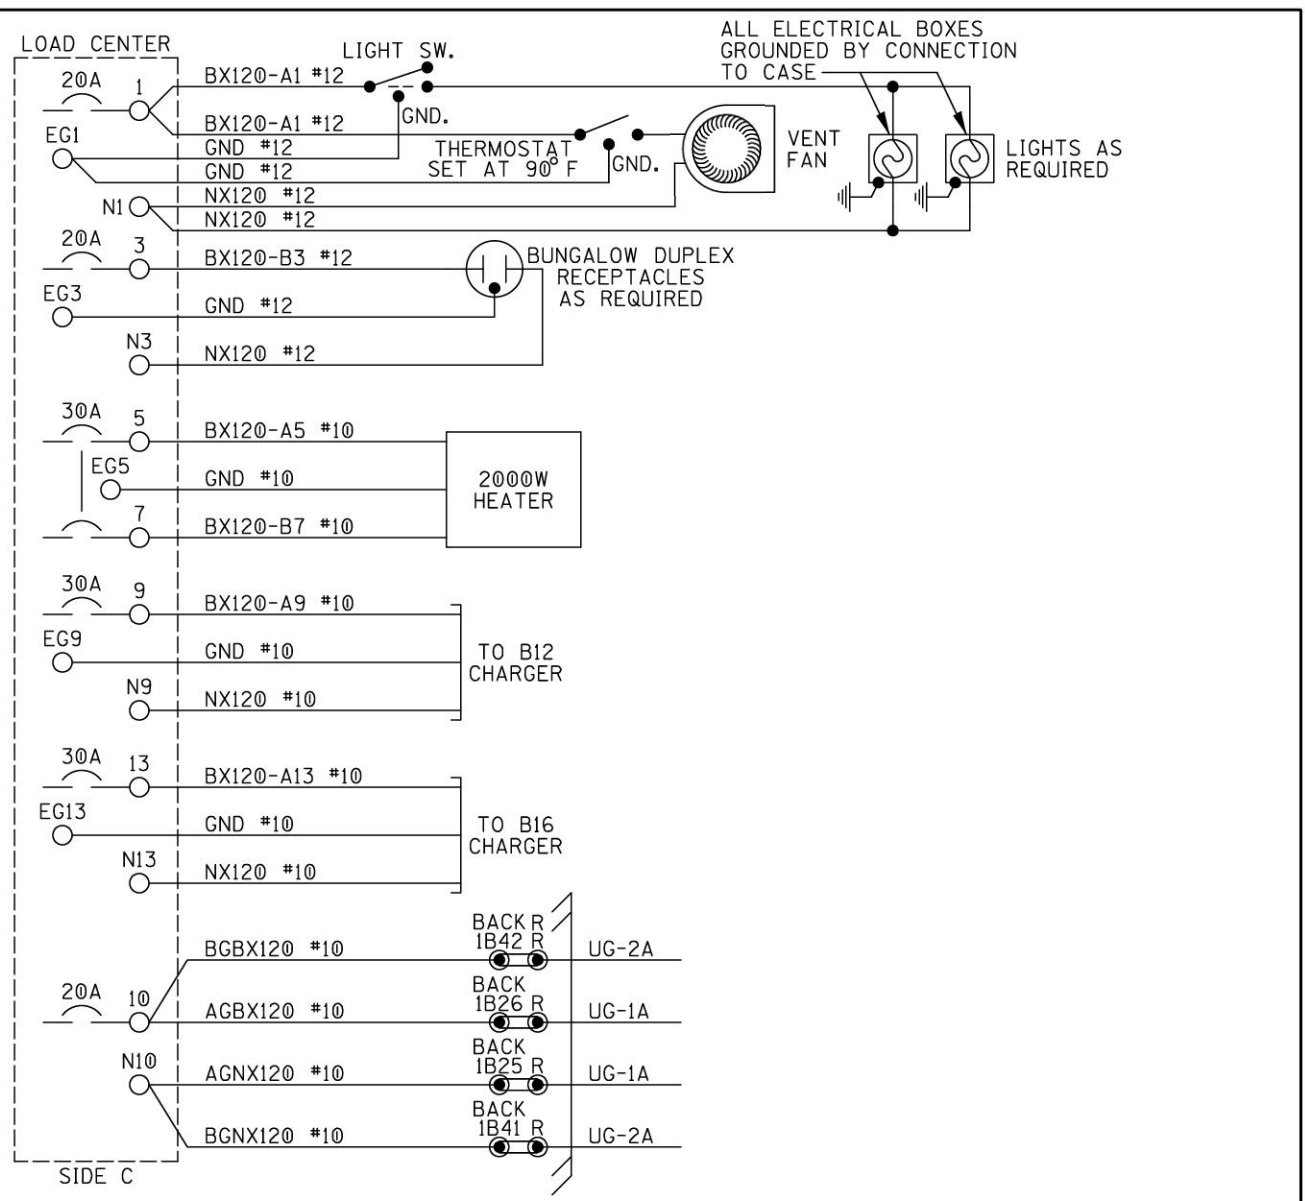 LOAD CENTER
20A
1
BX120-A1 #12
LIGHT SW.
ALL ELECTRICAL BOXES
GROUNDED BY CONNECTION
TO CASE
GND.
EG1
BX120-A1 #12
GND #12
GND #12
THERMOSTAT
SET AT 90° F
GND.
VENT
FAN
LIGHTS AS
REQUIRED
N1
NX120 #12
NX120 #12
20A
3
BX120-B3 #12
BUNGALOW DUPLEX
RECEPTACLES
AS REQUIRED
EG3
GND #12
N3
NX120 #12
30A
5
BX120-A5 #10
EG5
GND #10
2000W
HEATER
7
BX120-B7 #10
30A
9
BX120-A9 #10
EG9
GND #10
TO B12
CHARGER
N9
NX120 #10
30A
13
BX120-A13 #10
EG13
GND #10
TO B16
CHARGER
N13
NX120 #10
BACK R
1B42 R
BGBX120 #10
UG-2A
20A
10
BACK
1B26 R
AGBX120 #10
UG-1A
N10
BACK
1B25 R
AGNX120 #10
UG-1A
BACK
1B41 R
BGNX120 #10
UG-2A
SIDE C